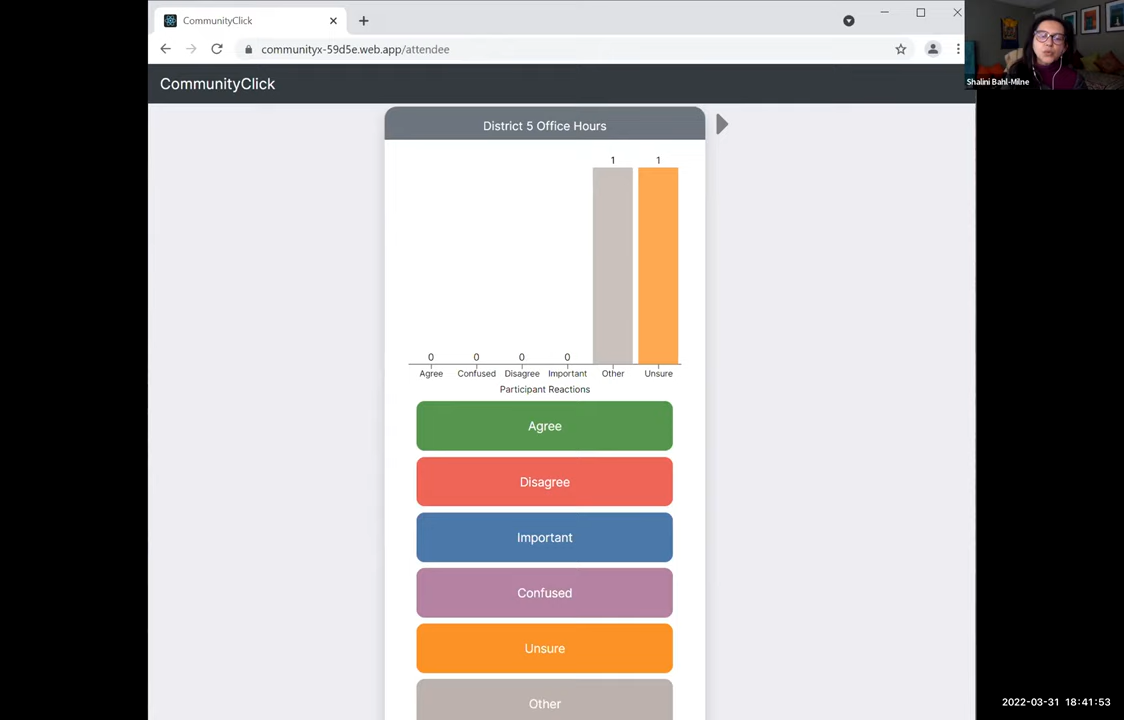 CommunityClick
communityx-59d5e.web.app/attendee
Shalini Bahl-Milne
CommunityClick
District 5 Office Hours
1 1
0 0 0 0
Agree Confused Disagree Important Other Unsure
Participant Reactions
Agree
Disagree
Important
Confused
Unsure
Other
2022-03-31 18:41:53